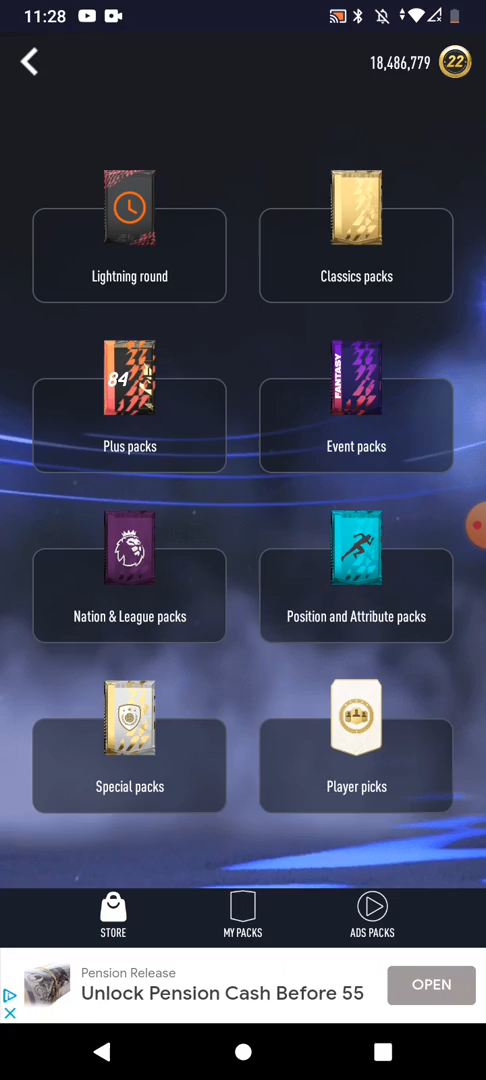 11:28
18,486,779
22
Lightning round
Classics packs
84
FANTASY
Plus packs
Event packs
Nation & League packs
Position and Attribute packs
Special packs
Player picks
STORE
MY PACKS
ADS PACKS
Pension Release
Unlock Pension Cash Before 55
OPEN